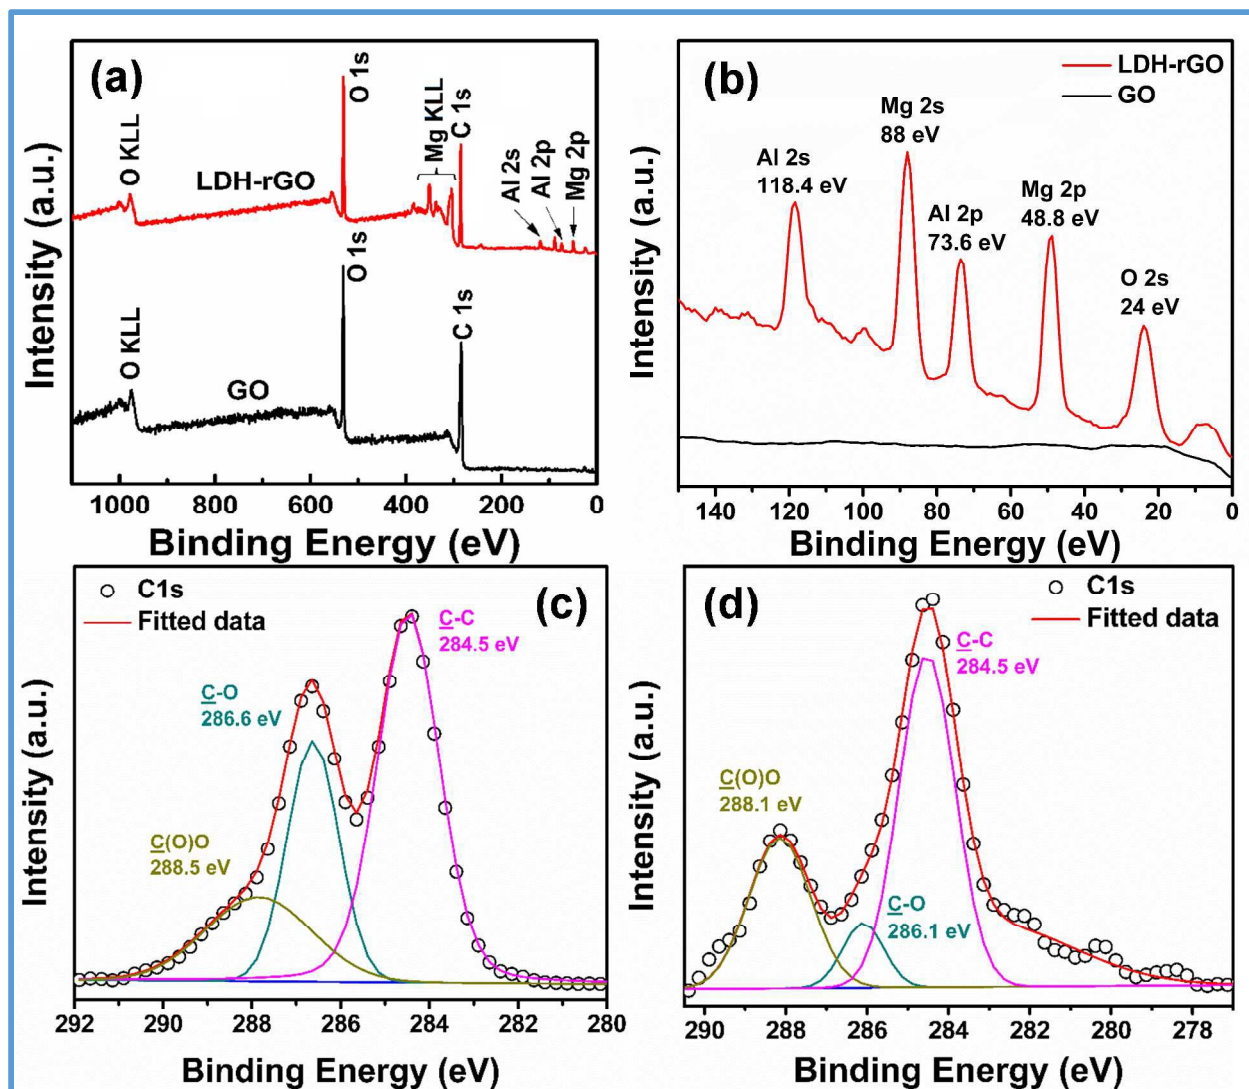 (a)
O KLL
O 1s
Mg KLL
C 1s
Al 2s
Al 2p
Mg 2p
LDH-rGO
O KLL
O 1s
C 1s
GO
Intensity (a.u.)
1000 800 600 400 200 0
Binding Energy (eV)
(b)
LDH-rGO
GO
Al 2s
118.4 eV
Mg 2s
88 eV
Al 2p
73.6 eV
Mg 2p
48.8 eV
O 2s
24 eV
Intensity (a.u.)
140 120 100 80 60 40 20 0
Binding Energy (eV)
C1s
Fitted data
(c)
C-C
284.5 eV
C-O
286.6 eV
C(O)O
288.5 eV
Intensity (a.u.)
292 290 288 286 284 282 280
Binding Energy (eV)
(d)
C1s
Fitted data
C-C
284.5 eV
C(O)O
288.1 eV
C-O
286.1 eV
Intensity (a.u.)
290 288 286 284 282 280 278
Binding Energy (eV)